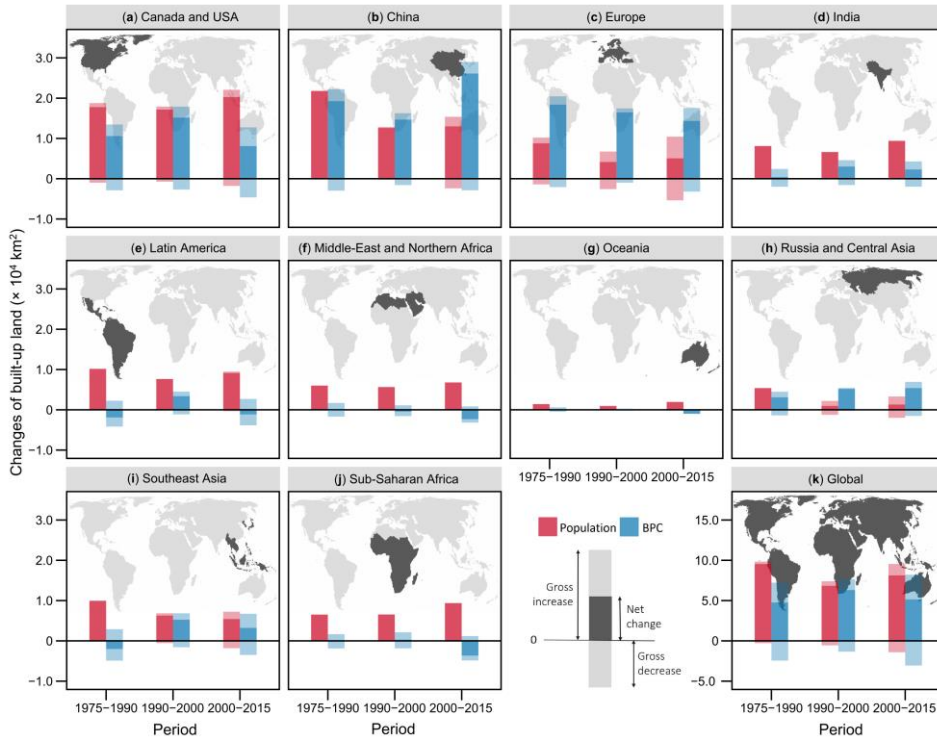 (a) Canada and USA
(b) China
(c) Europe
(d) India
3.0
2.0
1.0
0
−1.0
(e) Latin America
(f) Middle-East and Northern Africa
(g) Oceania
(h) Russia and Central Asia
3.0
2.0
1.0
0
−1.0
Changes of built-up land (× 10⁴ km²)
1975−1990 1990−2000 2000−2015
(i) Southeast Asia
(j) Sub-Saharan Africa
(k) Global
3.0
2.0
1.0
0
−1.0
Population BPC
Gross
increase
Net
change
0
Gross
decrease
15.0
10.0
5.0
0
−5.0
1975−1990 1990−2000 2000−2015
1975−1990 1990−2000 2000−2015
1975−1990 1990−2000 2000−2015
Period
Period
Period